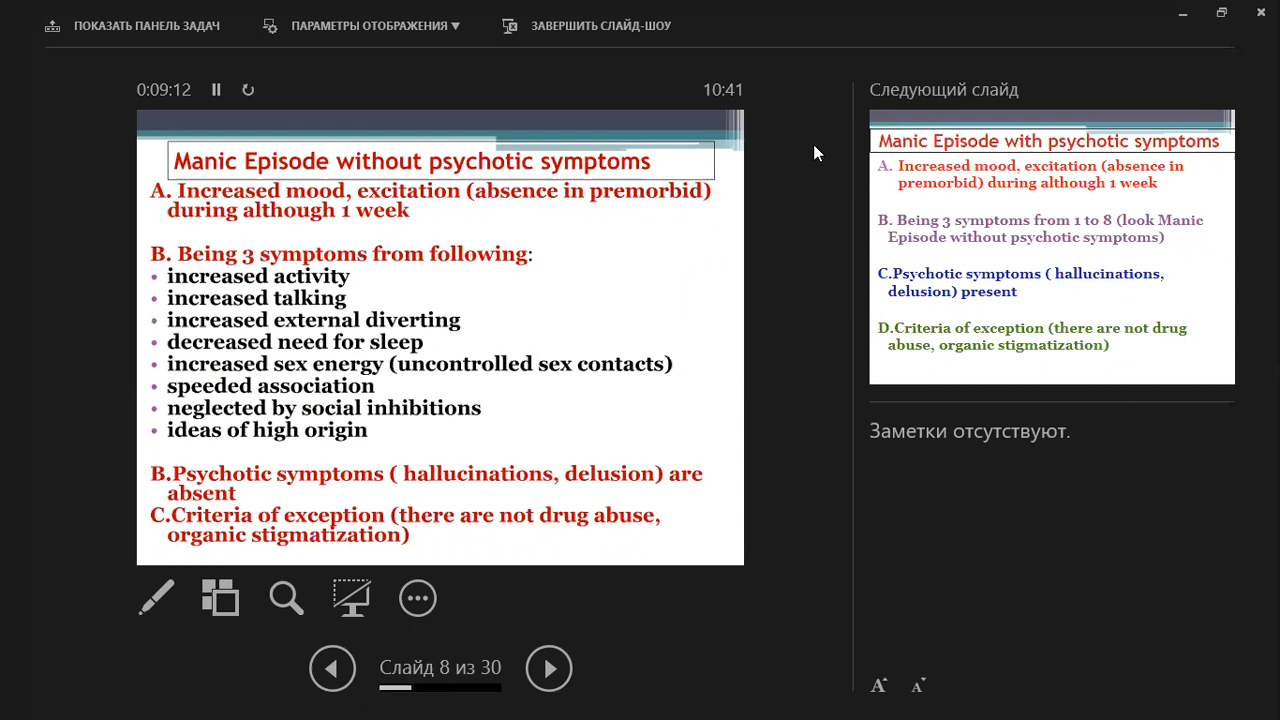 ПОКАЗАТЬ ПАНЕЛЬ ЗАДАЧ
ПАРАМЕТРЫ ОТОБРАЖЕНИЯ
ЗАВЕРШИТЬ СЛАЙД-ШОУ
0:09:12
10:41
Manic Episode without psychotic symptoms
A. Increased mood, excitation (absence in premorbid)
during although 1 week
B. Being 3 symptoms from following:
• increased activity
• increased talking
• increased external diverting
• decreased need for sleep
• increased sex energy (uncontrolled sex contacts)
• speeded association
• neglected by social inhibitions
• ideas of high origin
B.Psychotic symptoms ( hallucinations, delusion) are
absent
C.Criteria of exception (there are not drug abuse,
organic stigmatization)
Слайд 8 из 30
Следующий слайд
Manic Episode with psychotic symptoms
A. Increased mood, excitation (absence in
premorbid) during although 1 week
B. Being 3 symptoms from 1 to 8 (look Manic
Episode without psychotic symptoms)
C.Psychotic symptoms ( hallucinations,
delusion) present
D.Criteria of exception (there are not drug
abuse, organic stigmatization)
Заметки отсутствуют.
A A